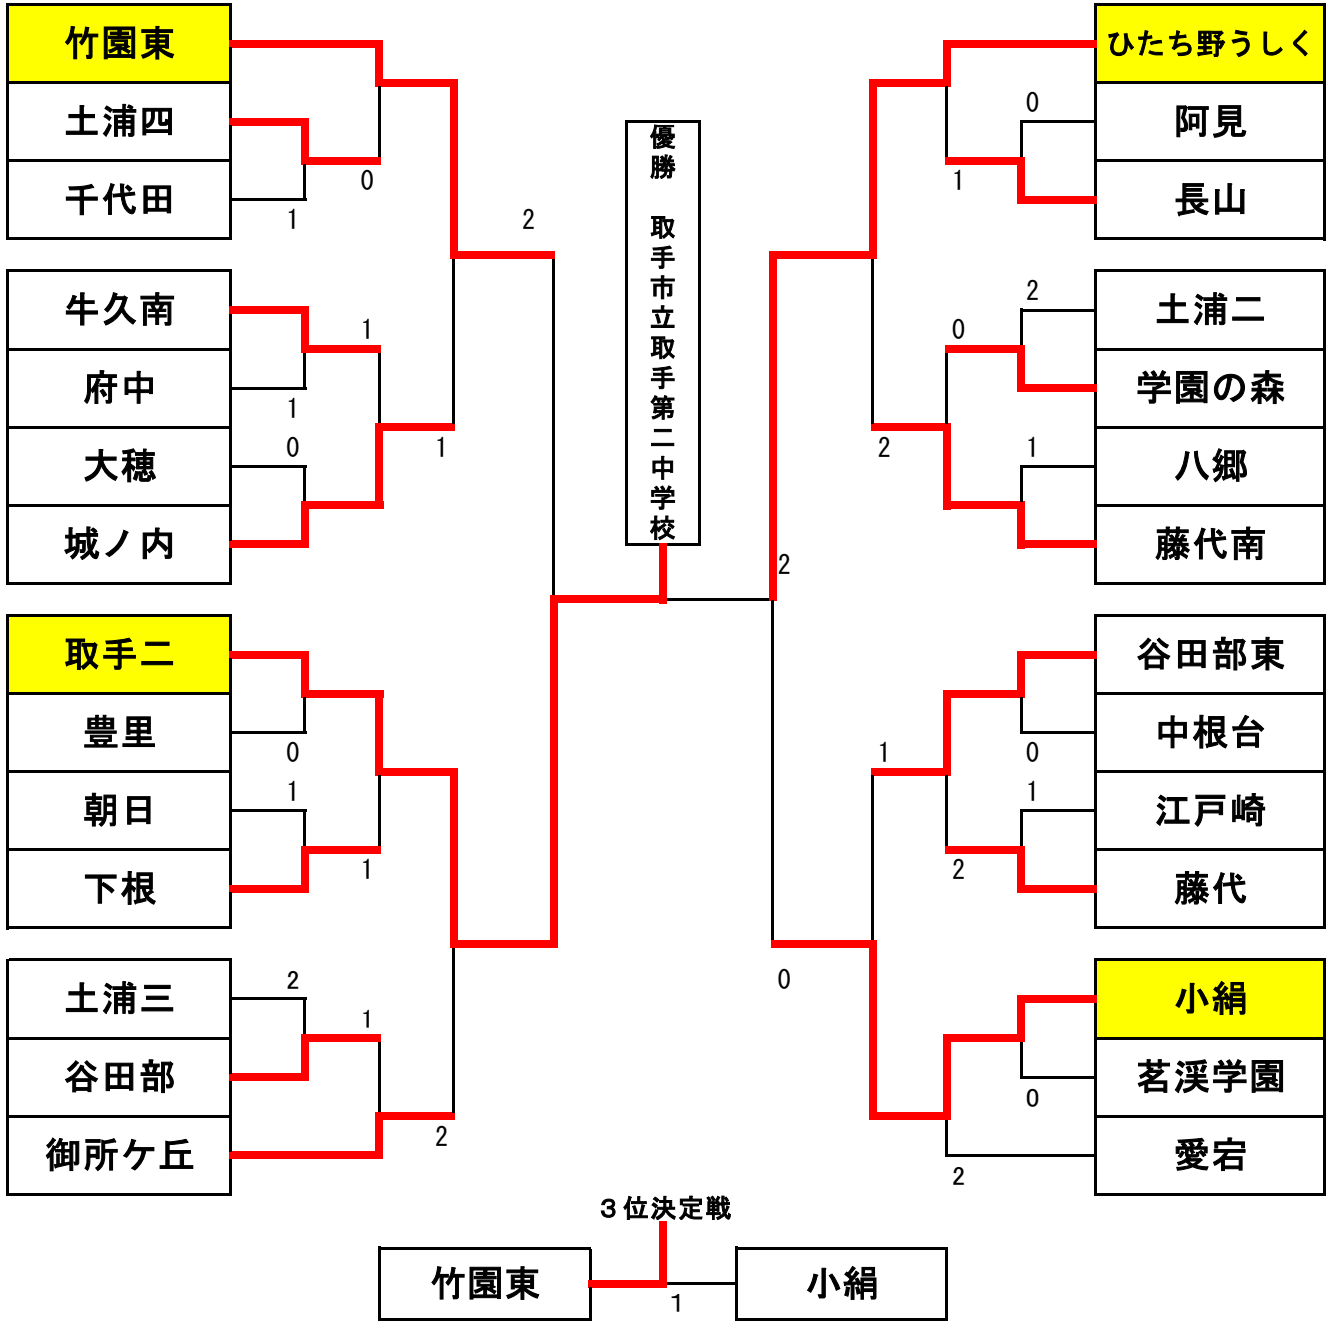 竹園東
土浦四
千代田
牛久南
府中
大穂
城ノ内
取手二
豊里
朝日
下根
土浦三
谷田部
御所ケ丘
0
1
1
1
0
1
0
1
1
2
1
2
2
優勝　取手市立取手第二中学校
2
0
0
1
2
0
1
2
1
0
1
2
0
2
ひたち野うしく
阿見
長山
土浦二
学園の森
八郷
藤代南
谷田部東
中根台
江戸崎
藤代
小絹
茗渓学園
愛宕
３位決定戦
竹園東
1
小絹